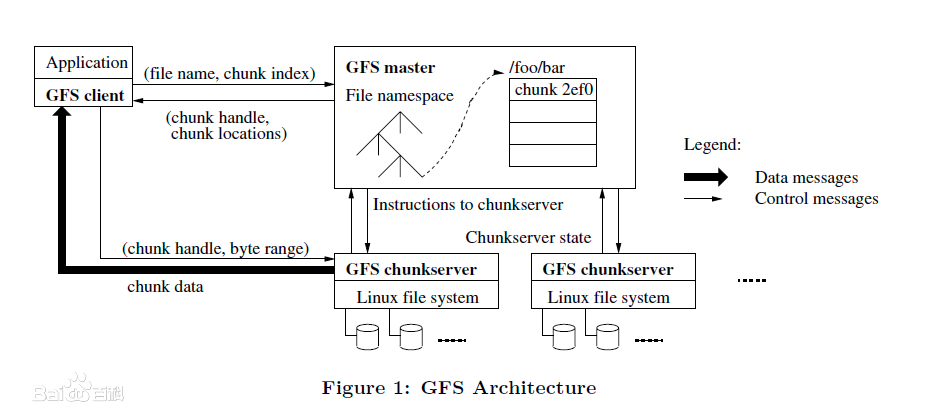 Application
GFS client
(file name, chunk index)
(chunk handle,
chunk locations)
GFS master
File namespace
/foo/bar
chunk 2ef0
Legend:
Data messages
Control messages
Instructions to chunkserver
Chunkserver state
(chunk handle, byte range)
chunk data
GFS chunkserver
Linux file system
GFS chunkserver
Linux file system
Figure 1: GFS Architecture
Bai百科